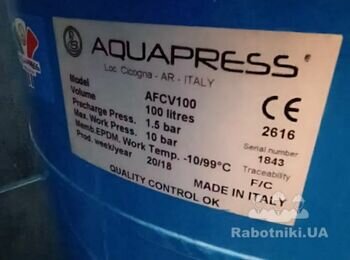 AQUAPRESS
Loc. Cicogna - AR - ITALY
Model AFCV100
Volume 100 litres
Precharge Press. 1.5 bar
Max. Work Press. 10 bar
Memb.EPDM. Work Temp. -10/99°C
Prod. week/year 20/18
CE
2616
Serial number
1843
Traceability
F/C
MADE IN ITALY
QUALITY CONTROL OK
Rabotniki.UA